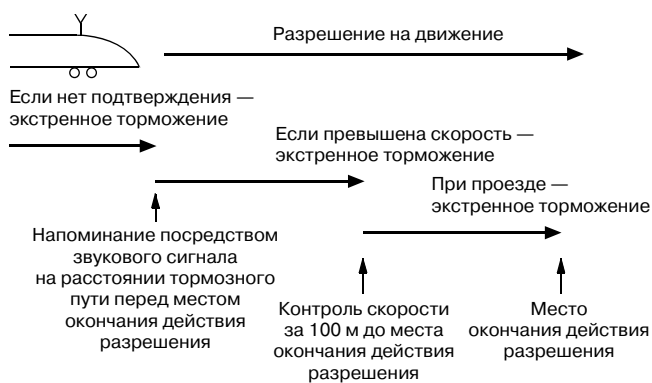 Разрешение на движение
Если нет подтверждения —
экстренное торможение
Если превышена скорость —
экстренное торможение
При проезде —
экстренное торможение
Напоминание посредством
звукового сигнала
на расстоянии тормозного
пути перед местом
окончания действия
разрешения
Контроль скорости
за 100 м до места
окончания действия
разрешения
Место
окончания действия
разрешения